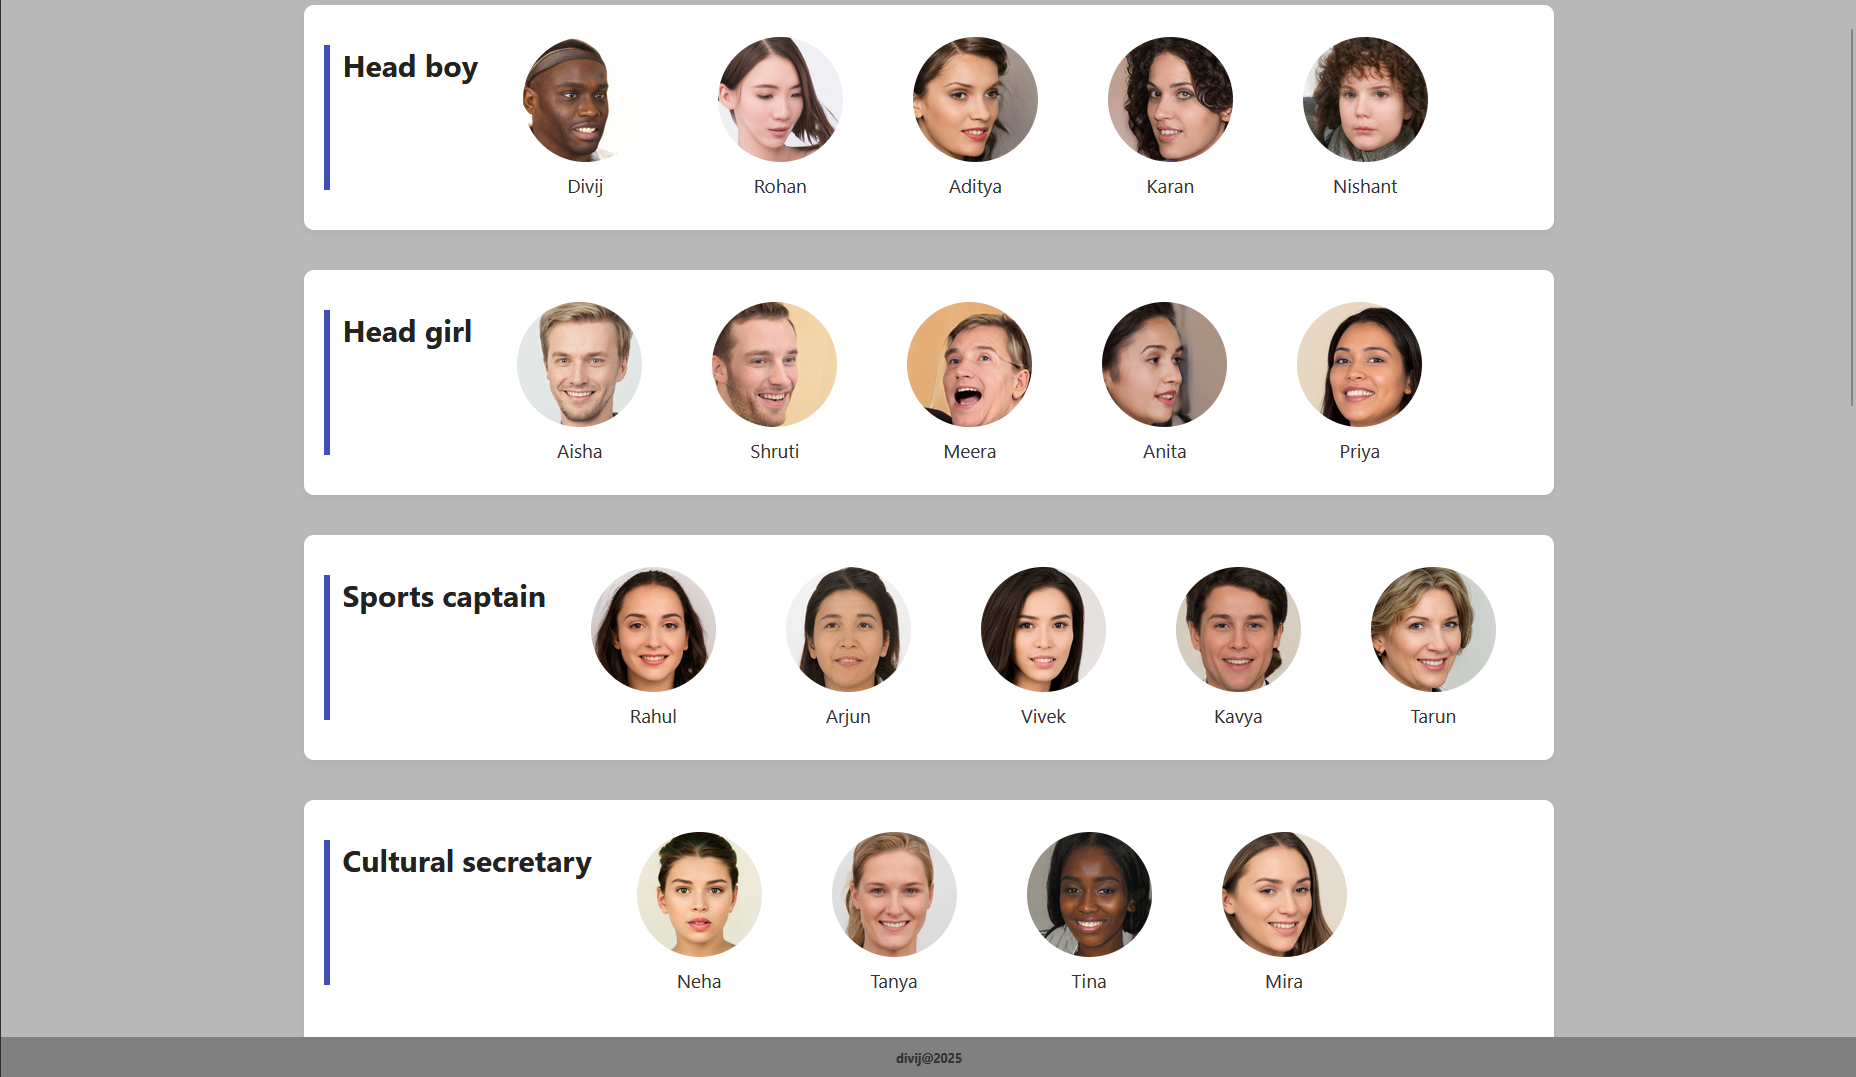 Head boy
Divij
Rohan
Aditya
Karan
Nishant
Head girl
Aisha
Shruti
Meera
Anita
Priya
Sports captain
Rahul
Arjun
Vivek
Kavya
Tarun
Cultural secretary
Neha
Tanya
Tina
Mira
divij@2025